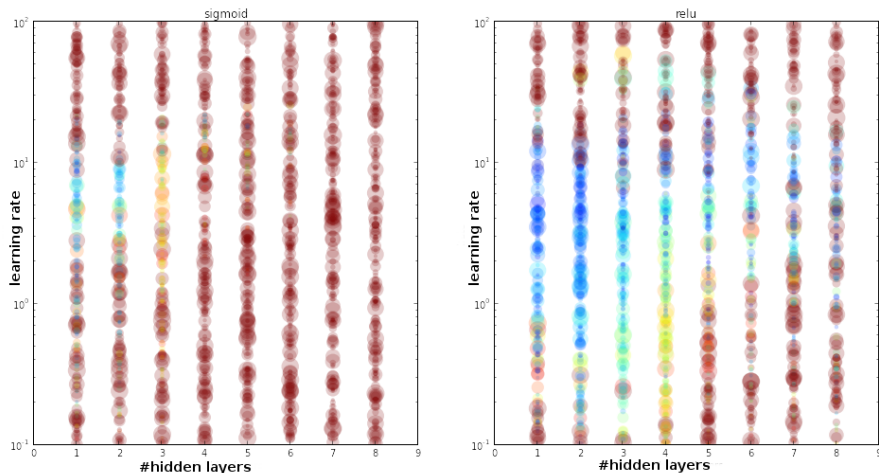 sigmoid
10²
10¹
10⁰
10⁻¹
learning rate
0 1 2 3 4 5 6 7 8 9
#hidden layers
relu
10²
10¹
10⁰
10⁻¹
learning rate
0 1 2 3 4 5 6 7 8 9
#hidden layers